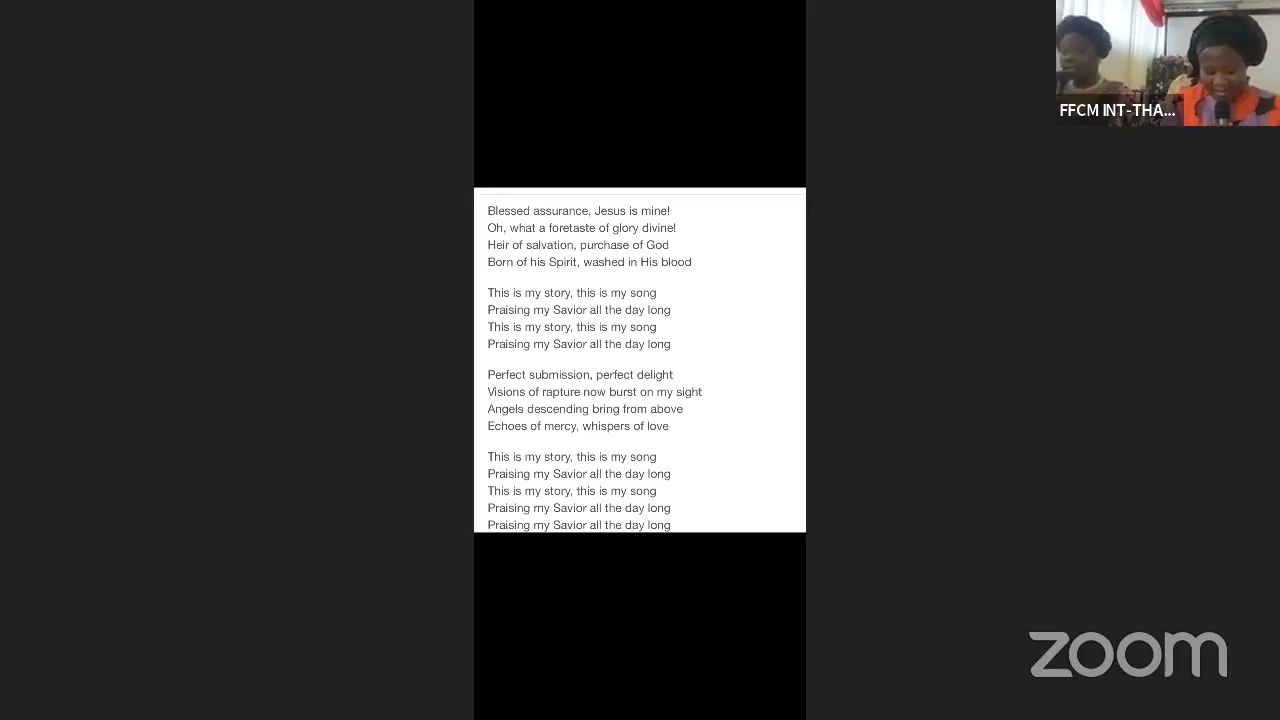 FFCM INT-THA...
Blessed assurance, Jesus is mine!
Oh, what a foretaste of glory divine!
Heir of salvation, purchase of God
Born of his Spirit, washed in His blood
This is my story, this is my song
Praising my Savior all the day long
This is my story, this is my song
Praising my Savior all the day long
Perfect submission, perfect delight
Visions of rapture now burst on my sight
Angels descending bring from above
Echoes of mercy, whispers of love
This is my story, this is my song
Praising my Savior all the day long
This is my story, this is my song
Praising my Savior all the day long
Praising my Savior all the day long
zoom